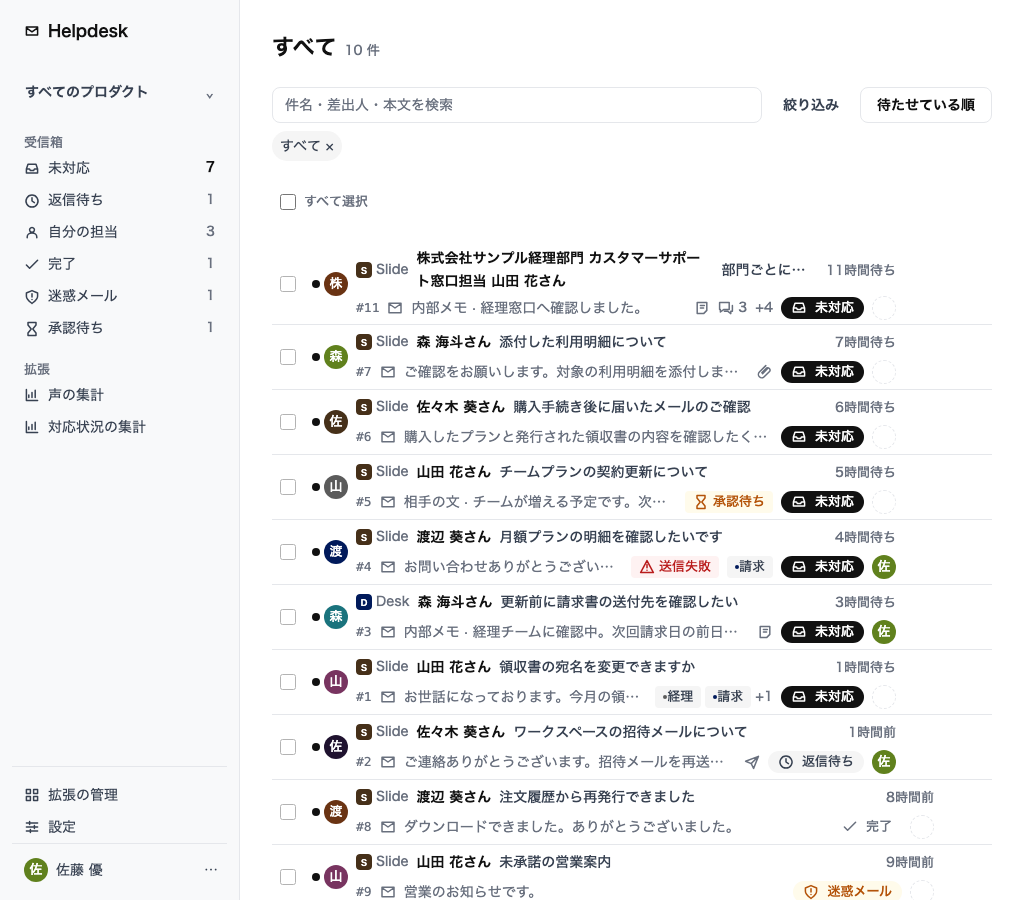 Helpdesk
すべてのプロダクト
受信箱
未対応 7
返信待ち 1
自分の担当 3
完了 1
迷惑メール 1
承認待ち 1
拡張
声の集計
対応状況の集計
拡張の管理
設定
佐 佐藤 優 …
すべて 10 件
件名・差出人・本文を検索 絞り込み 待たせている順
すべて ×
すべて選択
株 S Slide 株式会社サンプル経理部門 カスタマーサポー
ト窓口担当 山田 花さん 部門ごとに… 11時間待ち
#11 内部メモ · 経理窓口へ確認しました。 3 +4 未対応
森 S Slide 森 海斗さん 添付した利用明細について 7時間待ち
#7 ご確認をお願いします。対象の利用明細を添付しま… 未対応
佐 S Slide 佐々木 葵さん 購入手続き後に届いたメールのご確認 6時間待ち
#6 購入したプランと発行された領収書の内容を確認したく… 未対応
山 S Slide 山田 花さん チームプランの契約更新について 5時間待ち
#5 相手の文 · チームが増える予定です。次… 承認待ち 未対応
渡 S Slide 渡辺 葵さん 月額プランの明細を確認したいです 4時間待ち
#4 お問い合わせありがとうござい… 送信失敗 •請求 未対応 佐
森 D Desk 森 海斗さん 更新前に請求書の送付先を確認したい 3時間待ち
#3 内部メモ · 経理チームに確認中。次回請求日の前日… 未対応 佐
山 S Slide 山田 花さん 領収書の宛名を変更できますか 1時間待ち
#1 お世話になっております。今月の領… •経理 •請求 +1 未対応
佐 S Slide 佐々木 葵さん ワークスペースの招待メールについて 1時間前
#2 ご連絡ありがとうございます。招待メールを再送… 返信待ち 佐
渡 S Slide 渡辺 葵さん 注文履歴から再発行できました 8時間前
#8 ダウンロードできました。ありがとうございました。 完了
山 S Slide 山田 花さん 未承諾の営業案内 9時間前
#9 営業のお知らせです。 迷惑メール